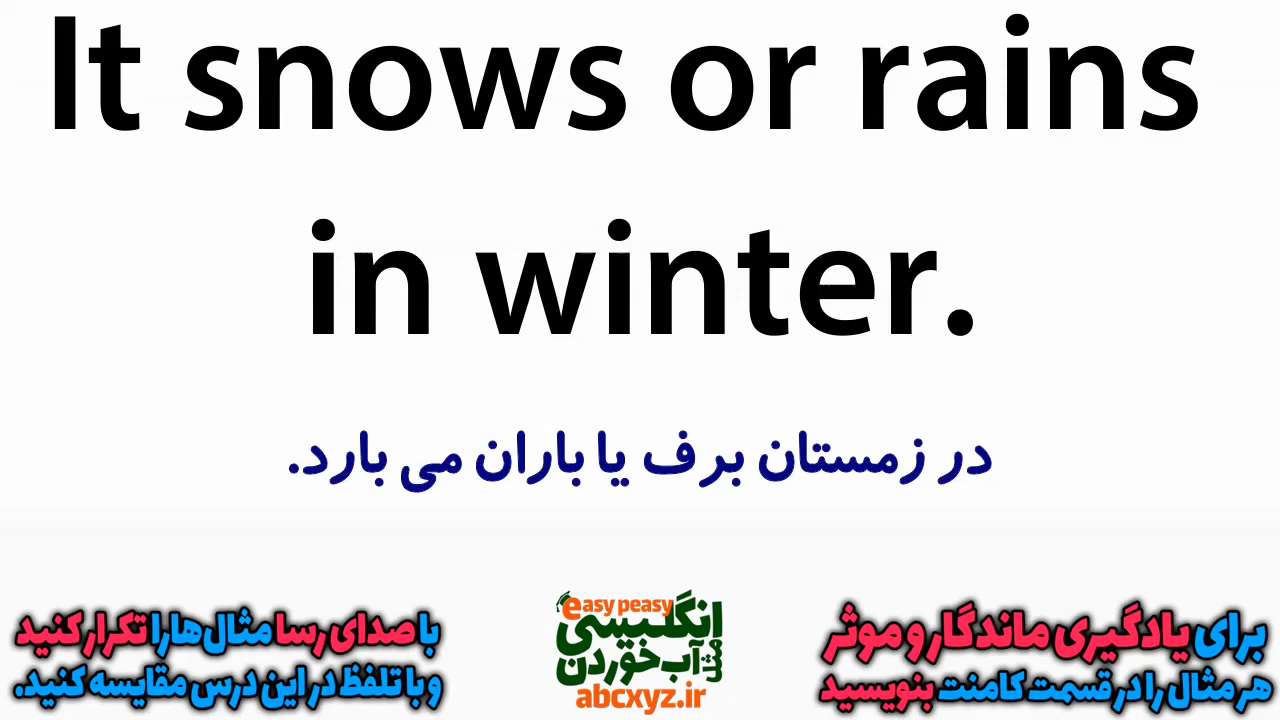 It snows or rains
in winter.
در زمستان برف یا باران می بارد.
برای یادگیری ماندگار و موثر
هر مثال را در قسمت کامنت بنویسید
easy peasy
انگلیسی
مثل آب خوردن
abcxyz.ir
با صدای رسا مثال‌ها را تکرار کنید
و با تلفظ در این درس مقایسه کنید.